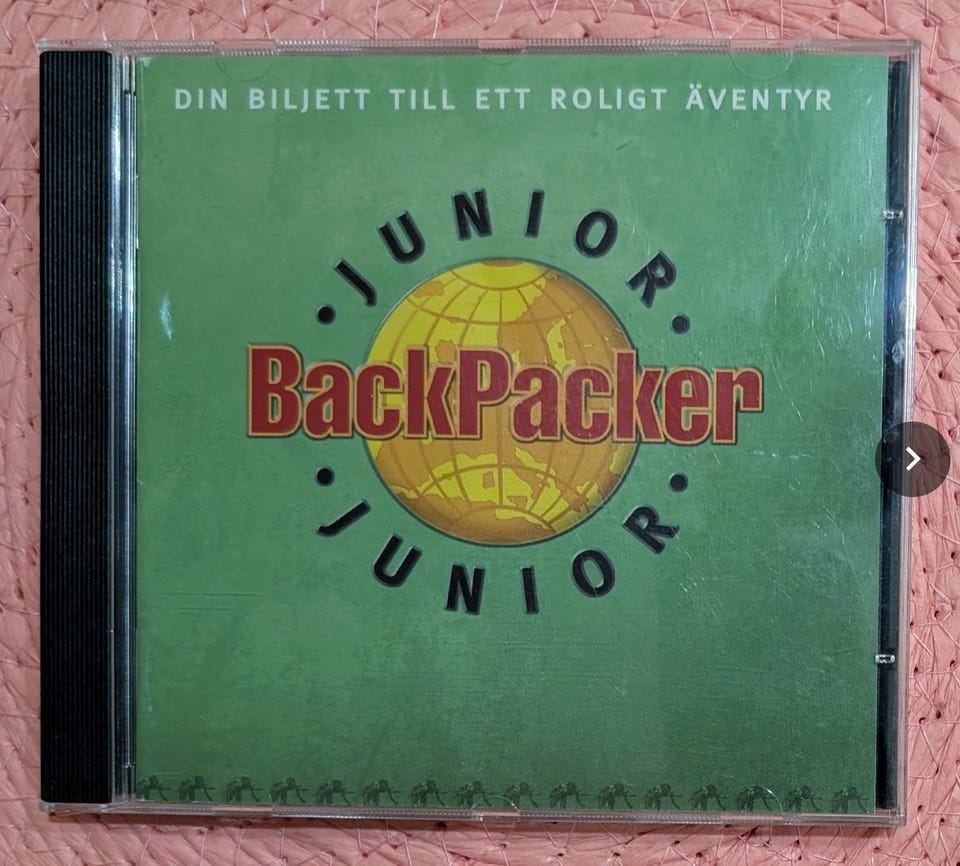 DIN BILJETT TILL ETT ROLIGT ÄVENTYR
• JUNIOR •
BackPacker
• JUNIOR •